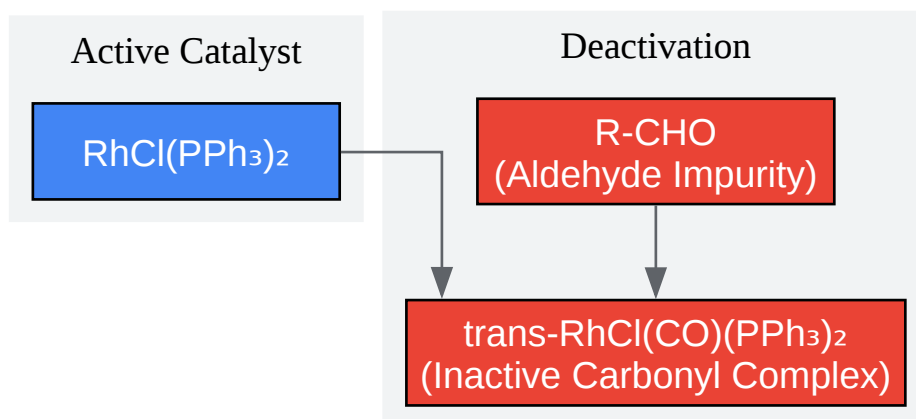 Active Catalyst
Deactivation
RhCl(PPh₃)₂
R-CHO
(Aldehyde Impurity)
trans-RhCl(CO)(PPh₃)₂
(Inactive Carbonyl Complex)